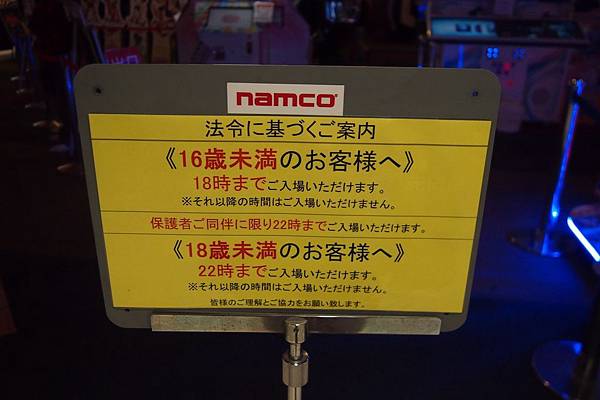 namco
法令に基づくご案内
《16歳未満のお客様へ》
18時までご入場いただけます。
※それ以降の時間はご入場いただけません。
保護者ご同伴に限り22時までご入場いただけます。
《18歳未満のお客様へ》
22時までご入場いただけます。
※それ以降の時間はご入場いただけません。
皆様のご理解とご協力をお願い致します。